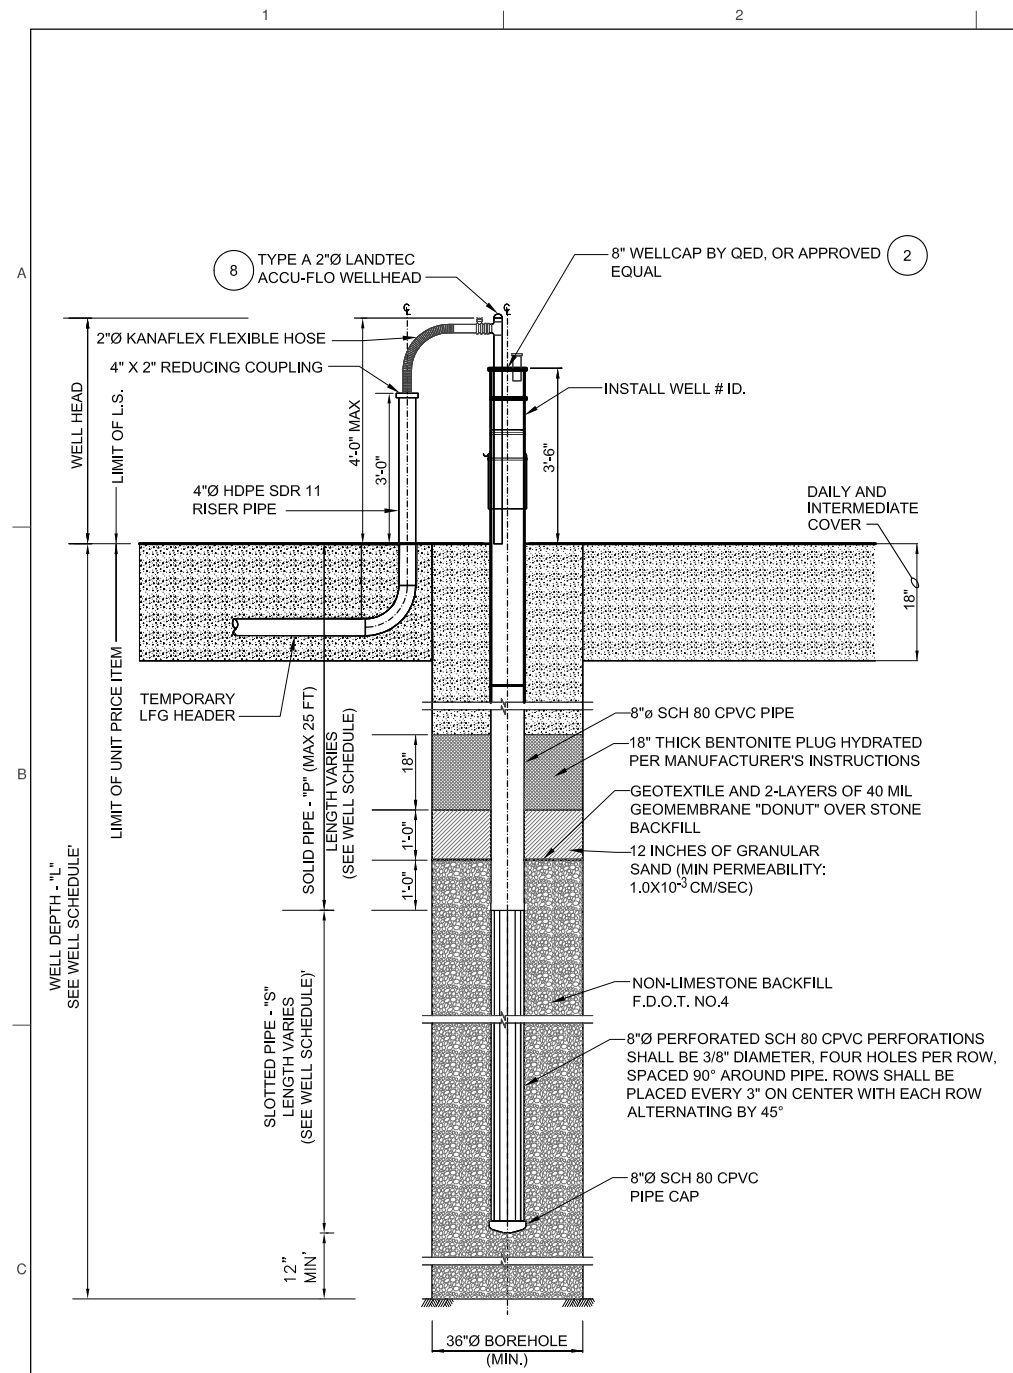 1
2
A
B
C
8
TYPE A 2"Ø LANDTEC
ACCU-FLO WELLHEAD
8" WELLCAP BY QED, OR APPROVED
EQUAL
2
℄
℄
2"Ø KANAFLEX FLEXIBLE HOSE
4" X 2" REDUCING COUPLING
INSTALL WELL # ID.
WELL HEAD
LIMIT OF L.S.
4'-0" MAX
3'-0"
3'-6"
4"Ø HDPE SDR 11
RISER PIPE
DAILY AND
INTERMEDIATE
COVER
18"
TEMPORARY
LFG HEADER
LIMIT OF UNIT PRICE ITEM
SOLID PIPE - "P" (MAX 25 FT)
LENGTH VARIES
(SEE WELL SCHEDULE)
18"
1'-0"
1'-0"
8"ø SCH 80 CPVC PIPE
18" THICK BENTONITE PLUG HYDRATED
PER MANUFACTURER'S INSTRUCTIONS
GEOTEXTILE AND 2-LAYERS OF 40 MIL
GEOMEMBRANE "DONUT" OVER STONE
BACKFILL
12 INCHES OF GRANULAR
SAND (MIN PERMEABILITY:
1.0X10-3 CM/SEC)
WELL DEPTH - "L"
SEE WELL SCHEDULE'
SLOTTED PIPE - "S"
LENGTH VARIES
(SEE WELL SCHEDULE)'
NON-LIMESTONE BACKFILL
F.D.O.T. NO.4
8"Ø PERFORATED SCH 80 CPVC PERFORATIONS
SHALL BE 3/8" DIAMETER, FOUR HOLES PER ROW,
SPACED 90° AROUND PIPE. ROWS SHALL BE
PLACED EVERY 3" ON CENTER WITH EACH ROW
ALTERNATING BY 45°
8"Ø SCH 80 CPVC
PIPE CAP
12"
MIN'
36"Ø BOREHOLE
(MIN.)